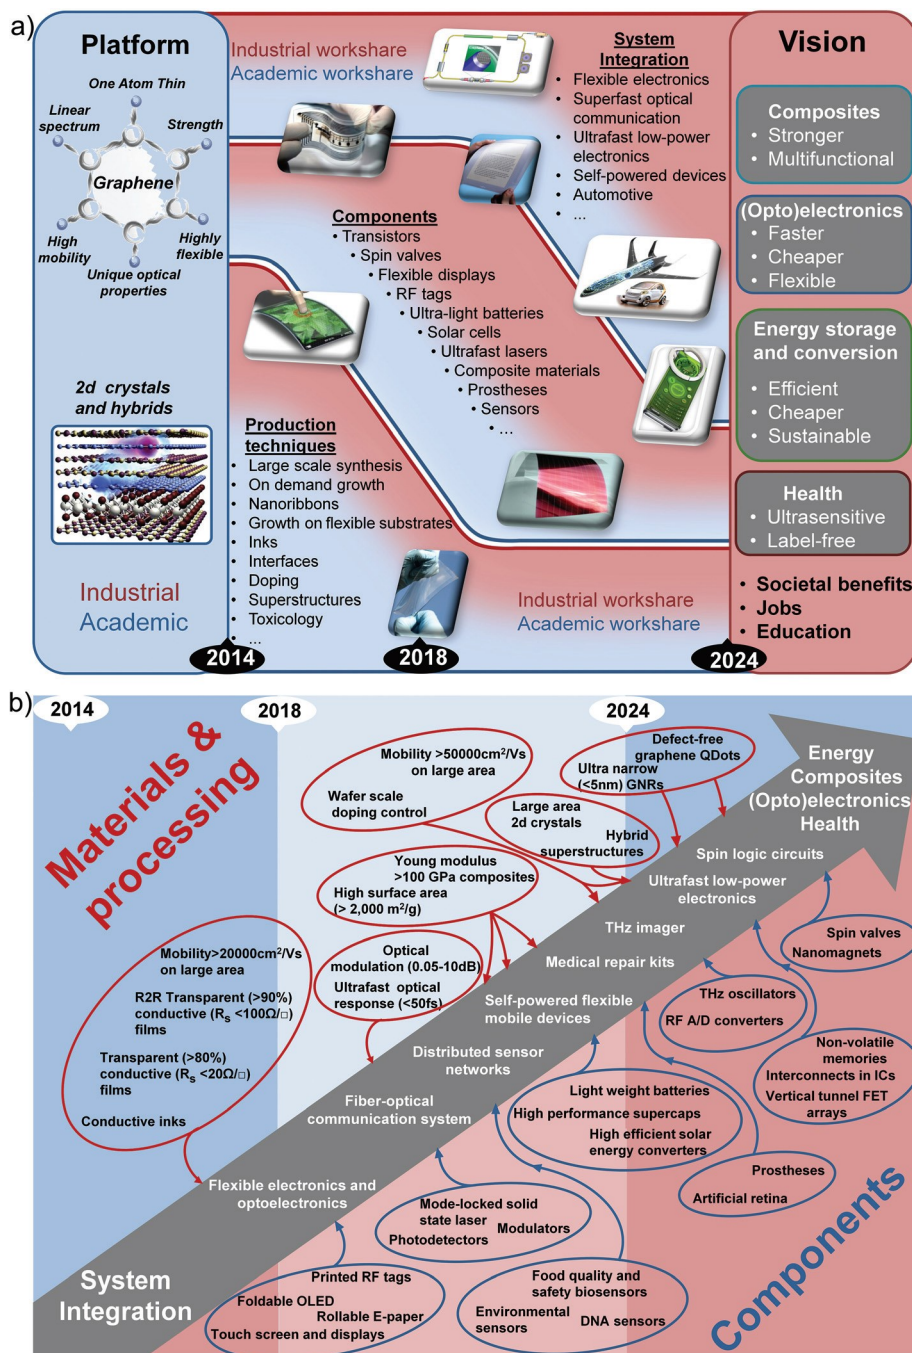 a)
Platform
One Atom Thin
Linear
spectrum
Strength
Graphene
High
mobility
Highly
flexible
Unique optical
properties
2d crystals
and hybrids
Industrial
Academic
Industrial workshare
Academic workshare
System
Integration
• Flexible electronics
• Superfast optical
communication
• Ultrafast low-power
electronics
• Self-powered devices
• Automotive
• ...
Components
• Transistors
• Spin valves
• Flexible displays
• RF tags
• Ultra-light batteries
• Solar cells
• Ultrafast lasers
• Composite materials
• Prostheses
• Sensors
• ...
Production
techniques
• Large scale synthesis
• On demand growth
• Nanoribbons
• Growth on flexible substrates
• Inks
• Interfaces
• Doping
• Superstructures
• Toxicology
• ...
Industrial workshare
Academic workshare
Vision
Composites
• Stronger
• Multifunctional
(Opto)electronics
• Faster
• Cheaper
• Flexible
Energy storage
and conversion
• Efficient
• Cheaper
• Sustainable
Health
• Ultrasensitive
• Label-free
• Societal benefits
• Jobs
• Education
2014
2018
2024
b)
2014
2018
2024
Materials &
processing
Mobility >50000cm²/Vs
on large area
Wafer scale
doping control
Defect-free
graphene QDots
Ultra narrow
(<5nm) GNRs
Large area
2d crystals
Hybrid
superstructures
Young modulus
>100 GPa composites
High surface area
(> 2,000 m²/g)
Optical
modulation (0.05-10dB)
Ultrafast optical
response (<50fs)
Mobility>20000cm²/Vs
on large area
R2R Transparent (>90%)
conductive (Rs <100Ω/□)
films
Transparent (>80%)
conductive (Rs <20Ω/□)
films
Conductive inks
Energy
Composites
(Opto)electronics
Health
Spin logic circuits
Ultrafast low-power
electronics
THz imager
Medical repair kits
Self-powered flexible
mobile devices
Distributed sensor
networks
Fiber-optical
communication system
Flexible electronics and
optoelectronics
System
Integration
Spin valves
Nanomagnets
THz oscillators
RF A/D converters
Non-volatile
memories
Interconnects in ICs
Vertical tunnel FET
arrays
Light weight batteries
High performance supercaps
High efficient solar
energy converters
Prostheses
Artificial retina
Mode-locked solid
state laser
Modulators
Photodetectors
Printed RF tags
Foldable OLED
Rollable E-paper
Touch screen and displays
Food quality and
safety biosensors
Environmental
sensors
DNA sensors
Components